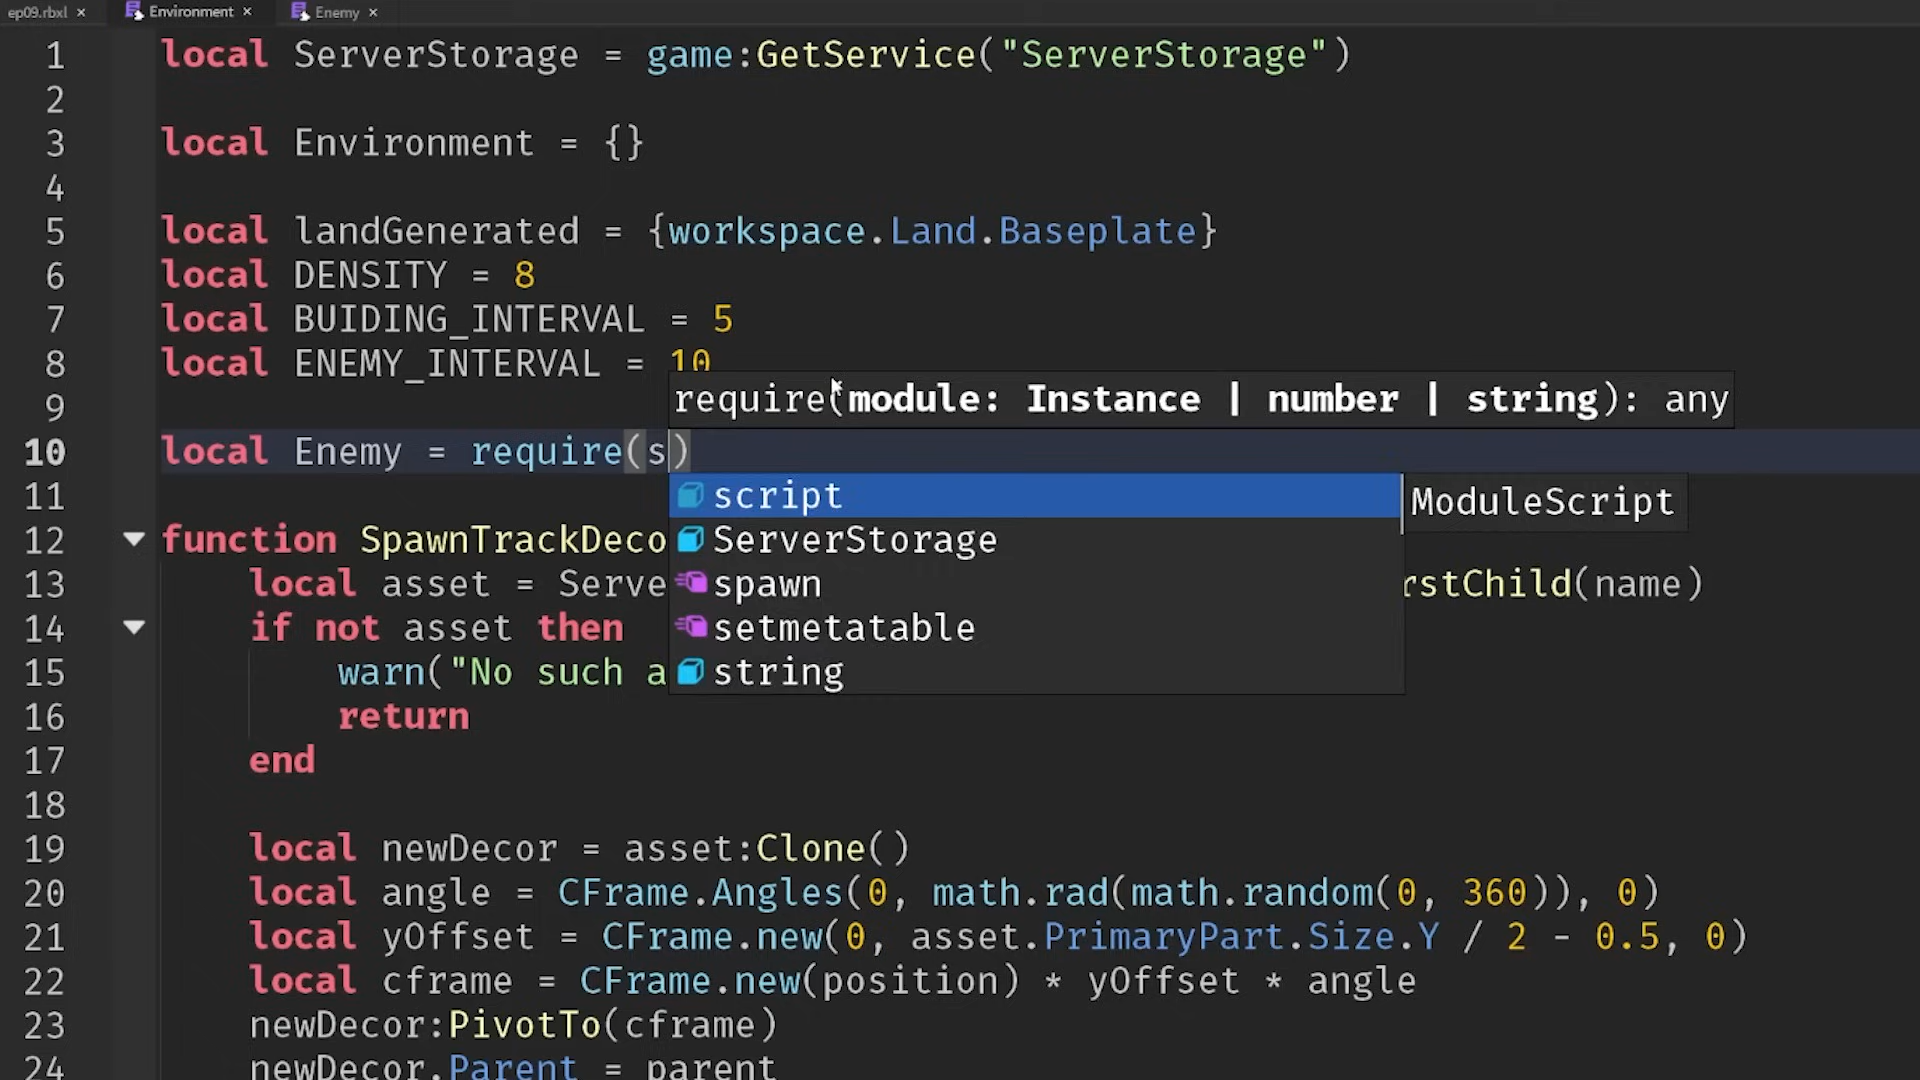 ep09.rbxl × Environment × Enemy ×
1 local ServerStorage = game:GetService("ServerStorage")
2
3 local Environment = {}
4
5 local landGenerated = {workspace.Land.Baseplate}
6 local DENSITY = 8
7 local BUIDING_INTERVAL = 5
8 local ENEMY_INTERVAL = 10
require(module: Instance | number | string): any
9
10 local Enemy = require(s)
11
script ModuleScript
12 function SpawnTrackDeco
ServerStorage
13 local asset = Serve rstChild(name)
spawn
14 if not asset then
setmetatable
15 warn("No such a
string
16 return
17 end
18
19 local newDecor = asset:Clone()
20 local angle = CFrame.Angles(0, math.rad(math.random(0, 360)), 0)
21 local yOffset = CFrame.new(0, asset.PrimaryPart.Size.Y / 2 - 0.5, 0)
22 local cframe = CFrame.new(position) * yOffset * angle
23 newDecor:PivotTo(cframe)
24 newDecor.Parent = parent